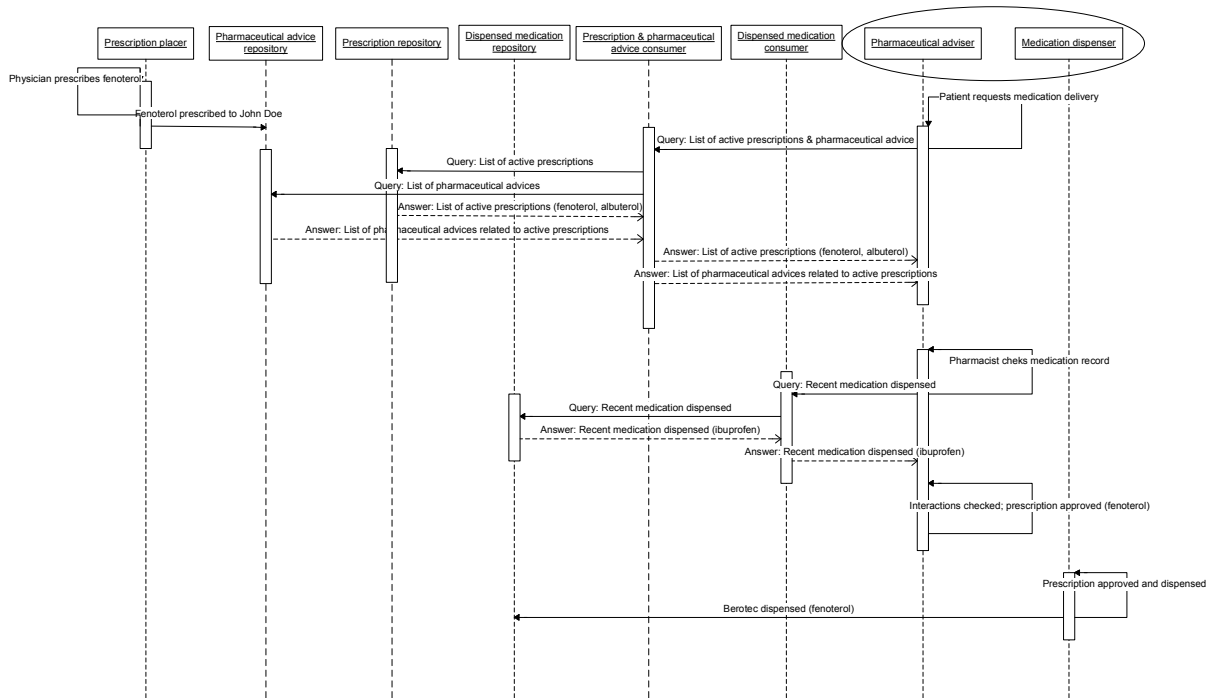 Prescription placer
Pharmaceutical advice
repository
Prescription repository
Dispensed medication
repository
Prescription & pharmaceutical
advice consumer
Dispensed medication
consumer
Pharmaceutical adviser
Medication dispenser
Physician prescribes fenoterol
Patient requests medication delivery
Fenoterol prescribed to John Doe
Query: List of active prescriptions & pharmaceutical advice
Query: List of active prescriptions
Query: List of pharmaceutical advices
Answer: List of active prescriptions (fenoterol, albuterol)
Answer: List of pharmaceutical advices related to active prescriptions
Answer: List of active prescriptions (fenoterol, albuterol)
Answer: List of pharmaceutical advices related to active prescriptions
Pharmacist cheks medication record
Query: Recent medication dispensed
Query: Recent medication dispensed
Answer: Recent medication dispensed (ibuprofen)
Answer: Recent medication dispensed (ibuprofen)
Interactions checked; prescription approved (fenoterol)
Prescription approved and dispensed
Berotec dispensed (fenoterol)